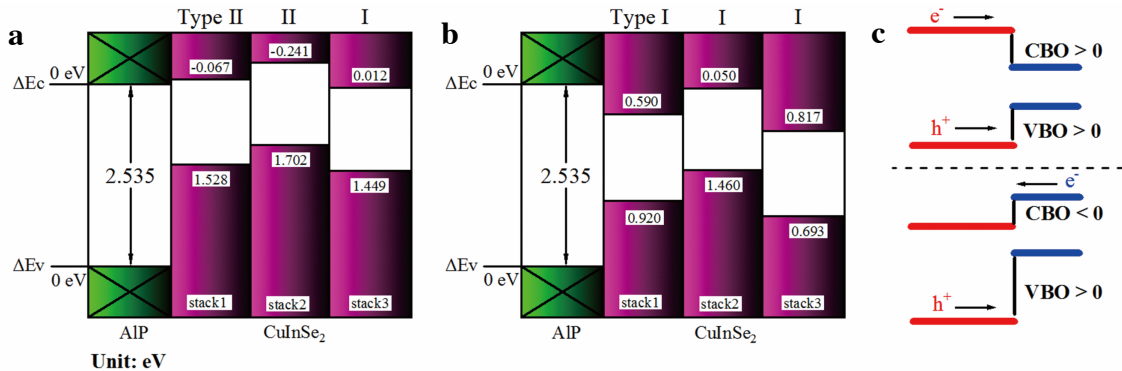 a
Type II II I
0 eV
ΔEc
-0.067
-0.241
0.012
2.535
1.528
1.702
1.449
ΔEv
0 eV
stack1 stack2 stack3
AlP CuInSe₂
Unit: eV
b
Type I I I
0 eV
ΔEc
0.590
0.050
0.817
2.535
0.920
1.460
0.693
ΔEv
0 eV
stack1 stack2 stack3
AlP CuInSe₂
c
e⁻
CBO > 0
h⁺
VBO > 0
e⁻
CBO < 0
VBO > 0
h⁺